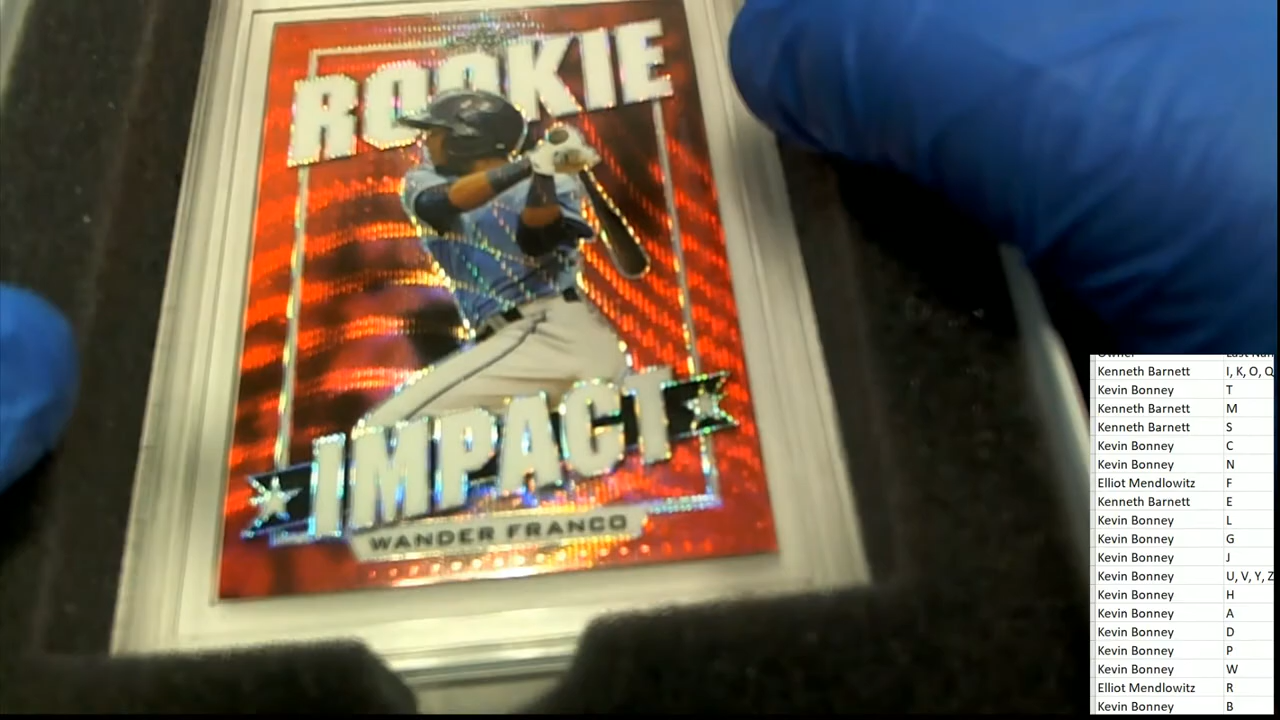 ROOKIE
IMPACT
WANDER FRANCO
Owner
Kenneth Barnett I, K, O, Q
Kevin Bonney T
Kenneth Barnett M
Kenneth Barnett S
Kevin Bonney C
Kevin Bonney N
Elliot Mendlowitz F
Kenneth Barnett E
Kevin Bonney L
Kevin Bonney G
Kevin Bonney J
Kevin Bonney U, V, Y, Z
Kevin Bonney H
Kevin Bonney A
Kevin Bonney D
Kevin Bonney P
Kevin Bonney W
Elliot Mendlowitz R
Kevin Bonney B